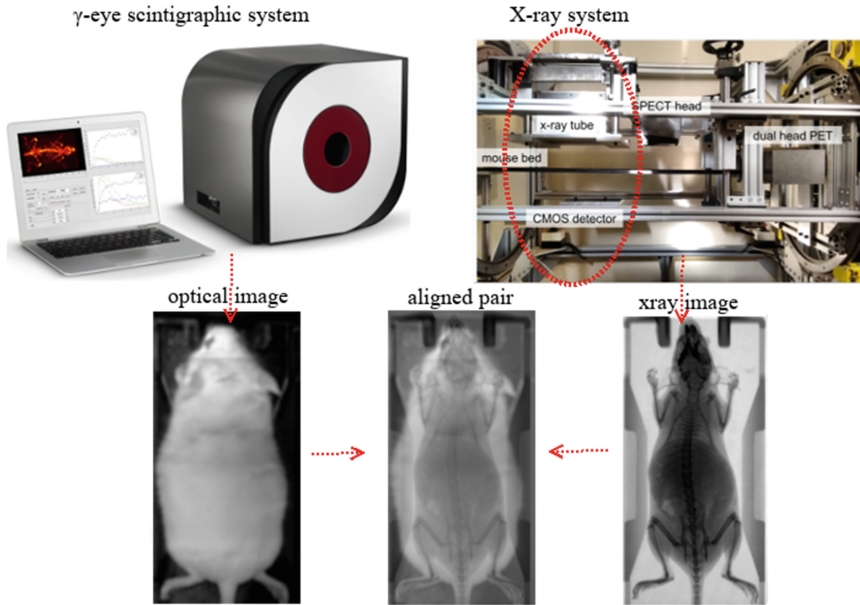 γ-eye scintigraphic system
X-ray system
SPECT head
x-ray tube
dual head PET
mouse bed
CMOS detector
optical image
aligned pair
xray image